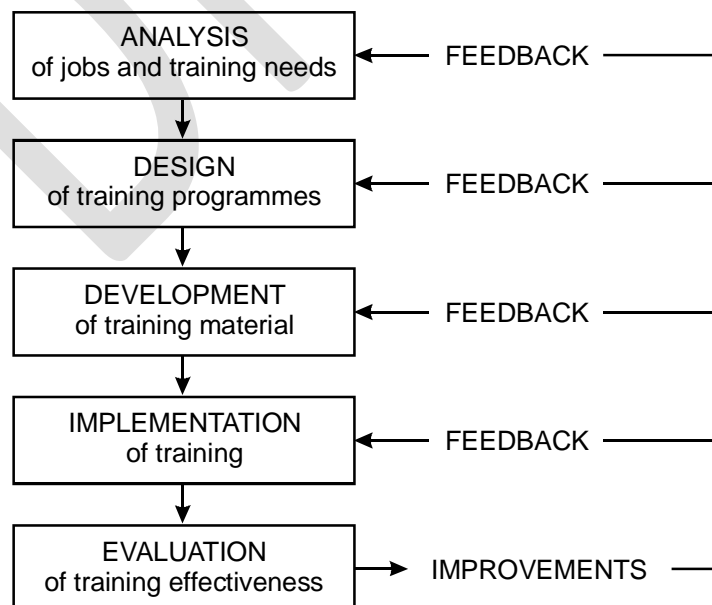 ANALYSIS
of jobs and training needs
FEEDBACK
DESIGN
of training programmes
FEEDBACK
DEVELOPMENT
of training material
FEEDBACK
IMPLEMENTATION
of training
FEEDBACK
EVALUATION
of training effectiveness
IMPROVEMENTS